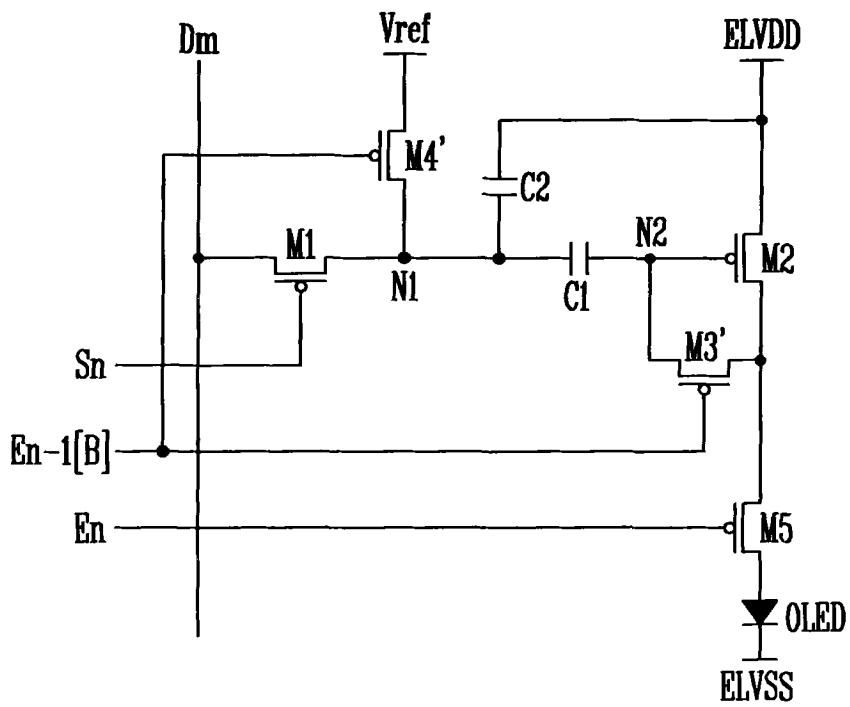 Dm
Vref
ELVDD
M4'
C2
M1
N1
C1
N2
M2
Sn
M3'
En-1[B]
En
M5
OLED
ELVSS